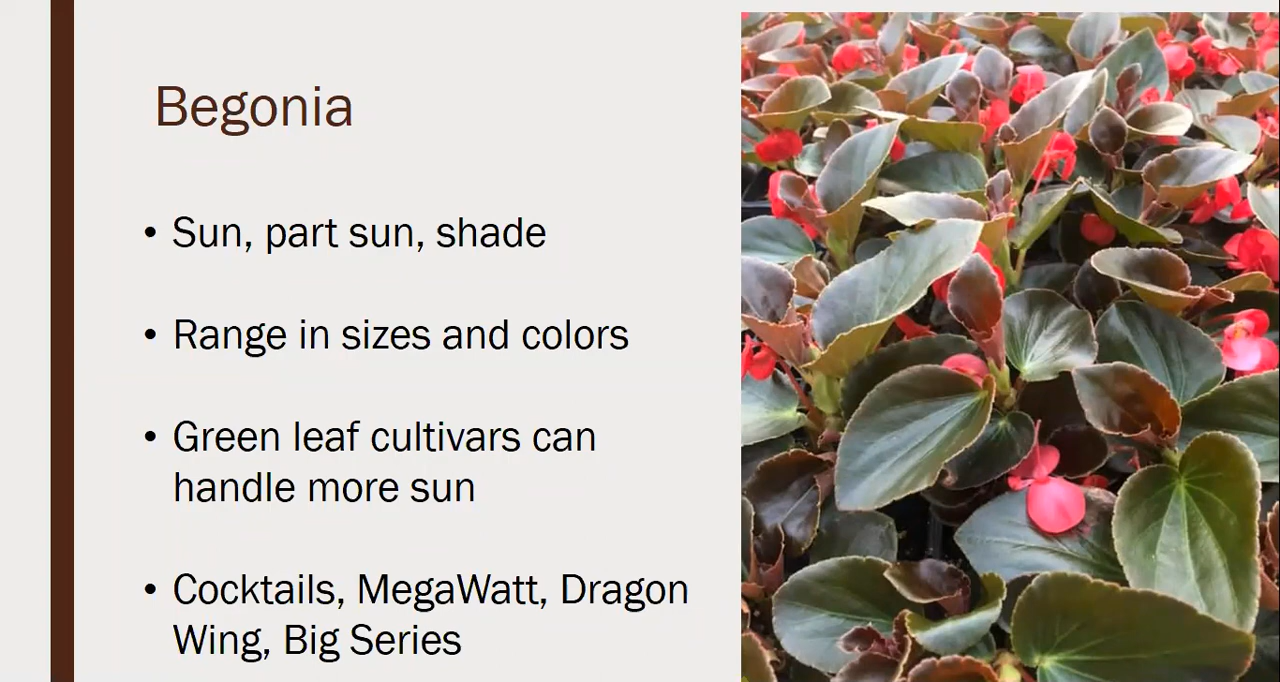 Begonia
• Sun, part sun, shade
• Range in sizes and colors
• Green leaf cultivars can
handle more sun
• Cocktails, MegaWatt, Dragon
Wing, Big Series